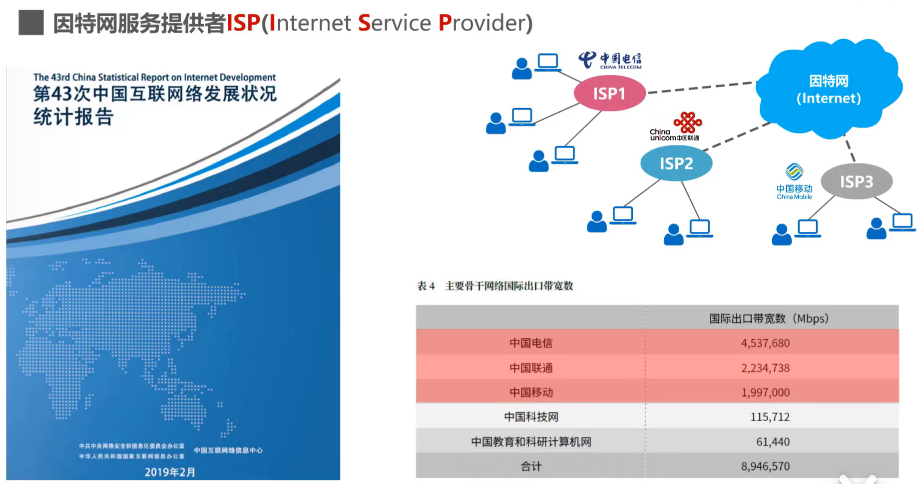 因特网服务提供者ISP(Internet Service Provider)
The 43rd China Statistical Report on Internet Development
第43次中国互联网络发展状况
统计报告
中共中央网络安全和信息化委员会办公室
中华人民共和国国家互联网信息办公室
中国互联网络信息中心
2019年2月
中国电信
CHINA TELECOM
ISP1
因特网
(Internet)
China
unicom中国联通
ISP2
中国移动
China Mobile
ISP3
表 4 主要骨干网络国际出口带宽数
国际出口带宽数（Mbps）
中国电信 4,537,680
中国联通 2,234,738
中国移动 1,997,000
中国科技网 115,712
中国教育和科研计算机网 61,440
合计 8,946,570